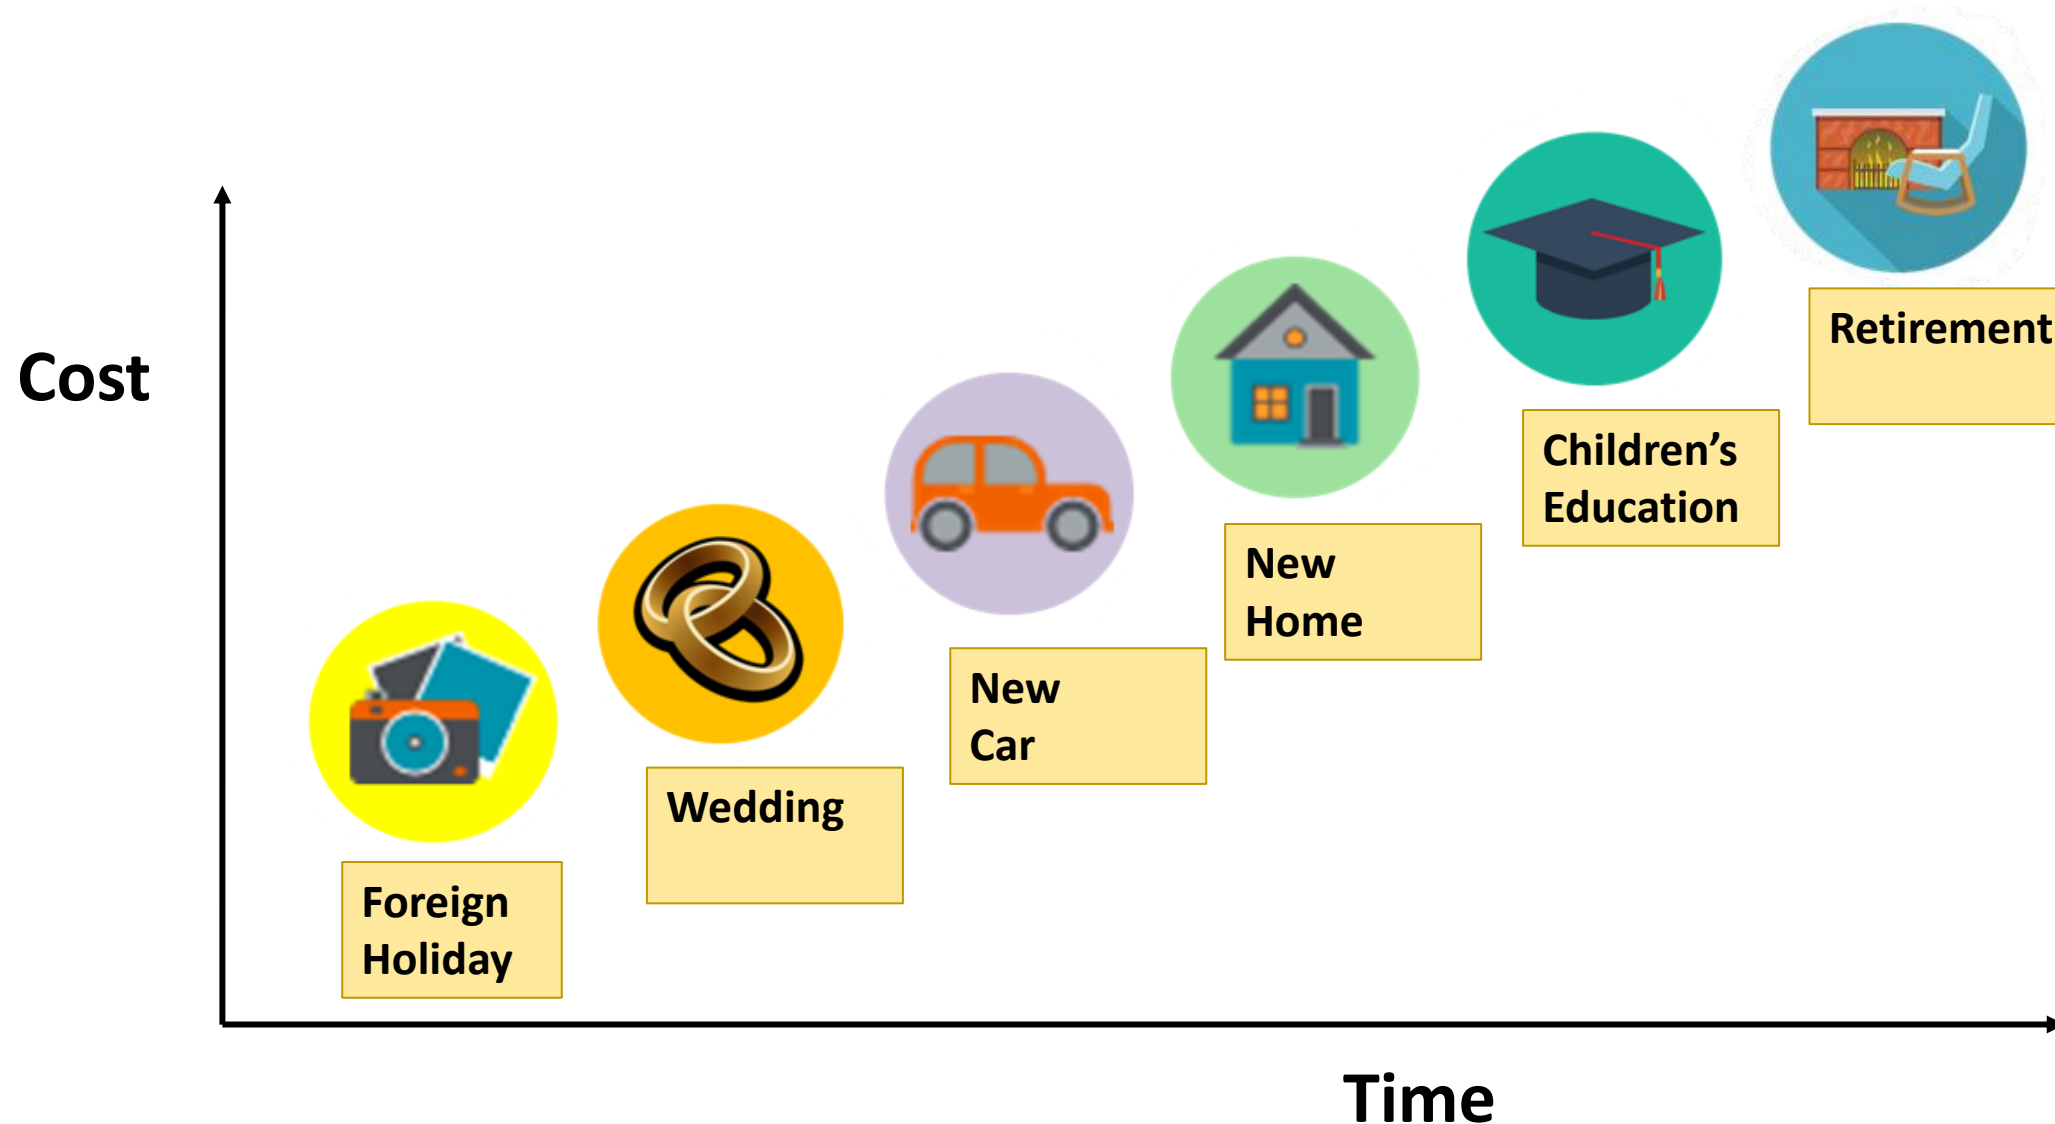 Cost
Foreign
Holiday
Wedding
New
Car
New
Home
Children’s
Education
Retirement
Time